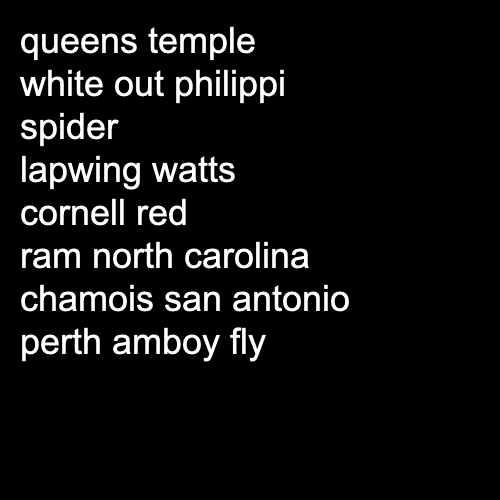 queens temple
white out philippi
spider
lapwing watts
cornell red
ram north carolina
chamois san antonio
perth amboy fly